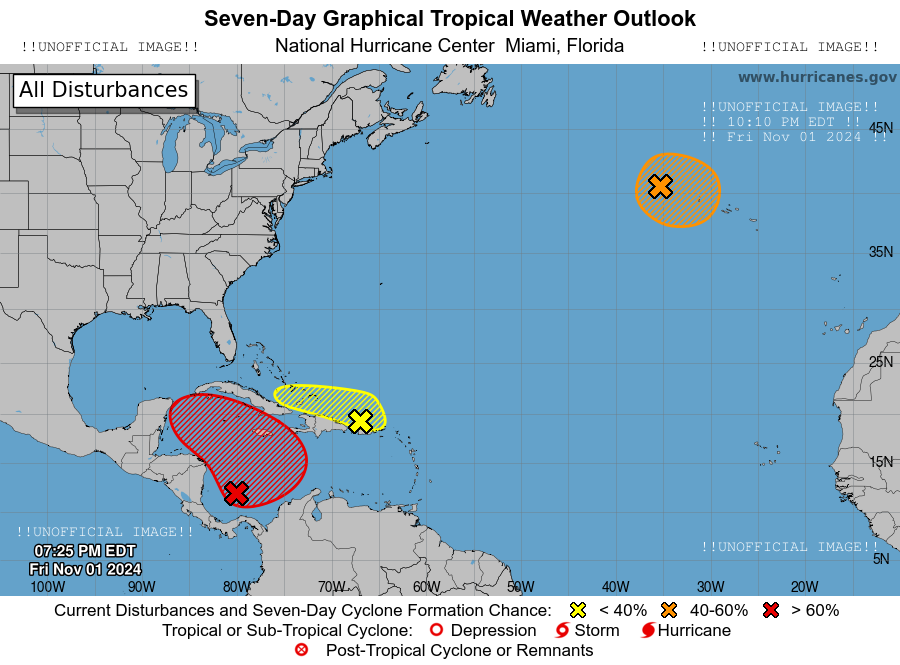 Seven-Day Graphical Tropical Weather Outlook
!!UNOFFICIAL IMAGE!! National Hurricane Center Miami, Florida !!UNOFFICIAL IMAGE!!
All Disturbances
www.hurricanes.gov
!!UNOFFICIAL IMAGE!!
!! 10:10 PM EDT !!
!! Fri Nov 01 2024 !!
45N
35N
25N
15N
5N
!!UNOFFICIAL IMAGE!!
!!UNOFFICIAL IMAGE!!
07:25 PM EDT
Fri Nov 01 2024
100W 90W 80W 70W 60W 50W 40W 30W 20W
Current Disturbances and Seven-Day Cyclone Formation Chance: < 40% 40-60% > 60%
Tropical or Sub-Tropical Cyclone: Depression Storm Hurricane
Post-Tropical Cyclone or Remnants